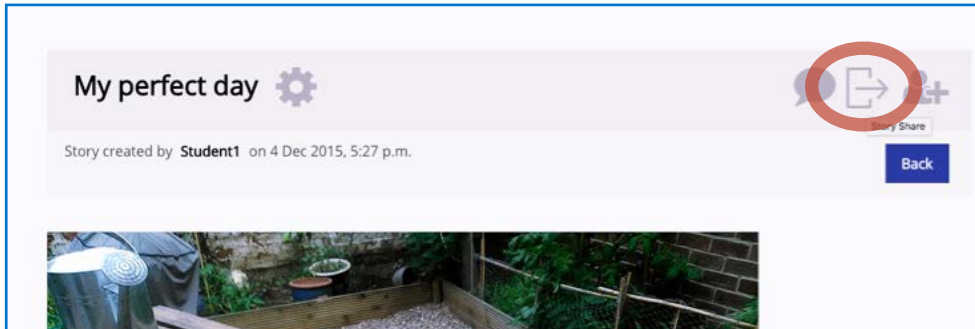 My perfect day
Story Share
Story created by Student1 on 4 Dec 2015, 5:27 p.m.
Back